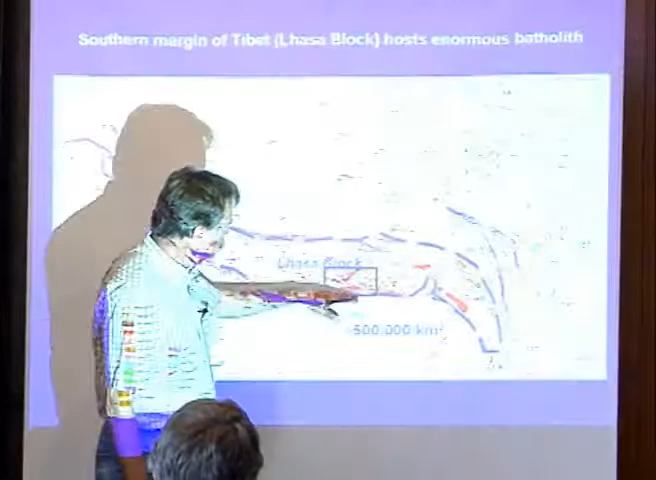 Southern margin of Tibet (Lhasa Block) hosts enormous batholith
Lhasa Block
500,000 km²